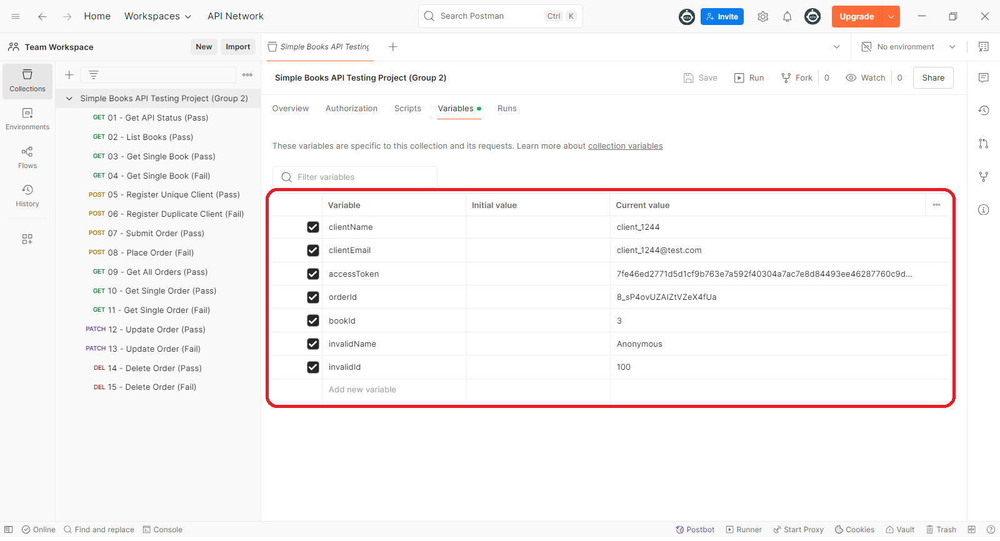 Home Workspaces API Network Search Postman Ctrl K Invite Upgrade
Team Workspace New Import Simple Books API Testing No environment
Collections
Environments
Flows
History
Simple Books API Testing Project (Group 2)
GET 01 - Get API Status (Pass)
GET 02 - List Books (Pass)
GET 03 - Get Single Book (Pass)
GET 04 - Get Single Book (Fail)
POST 05 - Register Unique Client (Pass)
POST 06 - Register Duplicate Client (Fail)
POST 07 - Submit Order (Pass)
POST 08 - Place Order (Fail)
GET 09 - Get All Orders (Pass)
GET 10 - Get Single Order (Pass)
GET 11 - Get Single Order (Fail)
PATCH 12 - Update Order (Pass)
PATCH 13 - Update Order (Fail)
DEL 14 - Delete Order (Pass)
DEL 15 - Delete Order (Fail)
Simple Books API Testing Project (Group 2) Save Run Fork 0 Watch 0 Share
Overview Authorization Scripts Variables Runs
These variables are specific to this collection and its requests. Learn more about collection variables
Filter variables
Variable Initial value Current value
clientName client_1244
clientEmail client_1244@test.com
accessToken 7fe46ed2771d5d1cf9b763e7a592f40304a7ac7e8d84493ee46287760c9d...
orderId 8_sP4ovUZAIZtVZeX4fUa
bookId 3
invalidName Anonymous
invalidId 100
Add new variable
Online Find and replace Console Postbot Runner Start Proxy Cookies Vault Trash